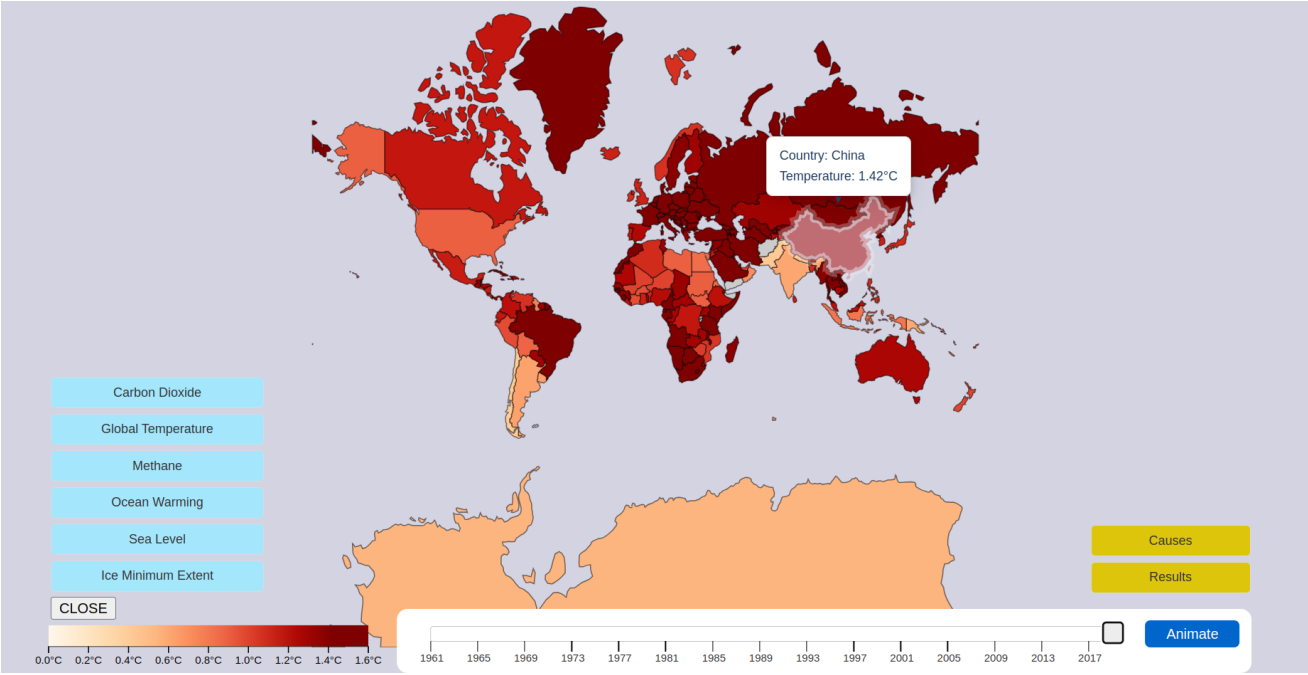 Country: China
Temperature: 1.42°C
Carbon Dioxide
Global Temperature
Methane
Ocean Warming
Sea Level
Ice Minimum Extent
CLOSE
0.0°C 0.2°C 0.4°C 0.6°C 0.8°C 1.0°C 1.2°C 1.4°C 1.6°C
Causes
Results
1961 1965 1969 1973 1977 1981 1985 1989 1993 1997 2001 2005 2009 2013 2017
Animate